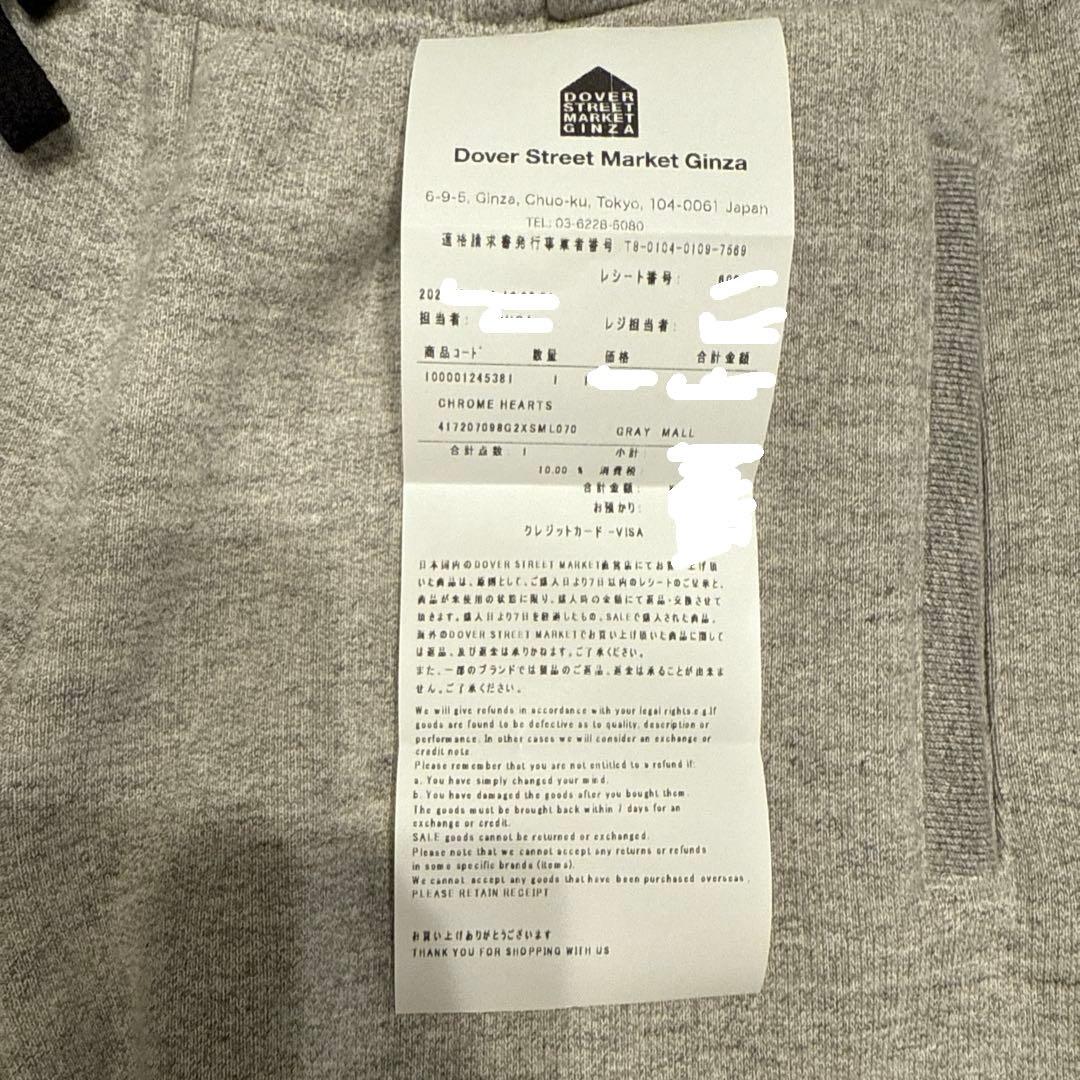 DOVER
STREET
MARKET
GINZA
Dover Street Market Ginza
6-9-5, Ginza, Chuo-ku, Tokyo, 104-0061 Japan
TEL: 03-6228-5080
適格請求書発行事業者番号 T8-0104-0109-7569
レシート番号:
202
担当者: レジ担当者:
商品コード 数量 価格 合計金額
100001245381 1
CHROME HEARTS
417207098G2XSML070 GRAY MALL
合計点数: 1 小計:
10.00 % 消費税:
合計金額:
お預かり:
クレジットカード-VISA
日本国内のDOVER STREET MARKET直営店にてお買い上げ頂
いた商品は、原則として、ご購入日より7日以内のレシートのご呈示と、
商品が未使用の状態に限り、購入時の金額にて返品・交換させて
頂きます。購入日より7日を経過したもの、SALEで購入された商品、
海外のDOVER STREET MARKETでお買い上げ頂いた商品に関して
は返品、及び返金は承りかねます。ご了承ください。
また、一部のブランドでは製品のご返品、返金は承ることが出来ま
せん。ご了承ください。
We will give refunds in accordance with your legal rights.e.g.If
goods are found to be defective as to quality, description or
performance. In other cases we will consider an exchange or
credit note.
Please remember that you are not entitled to a refund if:
a. You have simply changed your mind.
b. You have damaged the goods after you bought them.
The goods must be brought back within 7 days for an
exchange or credit.
SALE goods cannot be returned or exchanged.
Please note that we cannot accept any returns or refunds
in some specific brands (items).
We cannot accept any goods that have been purchased overseas.
PLEASE RETAIN RECEIPT
お買い上げありがとうございます
THANK YOU FOR SHOPPING WITH US